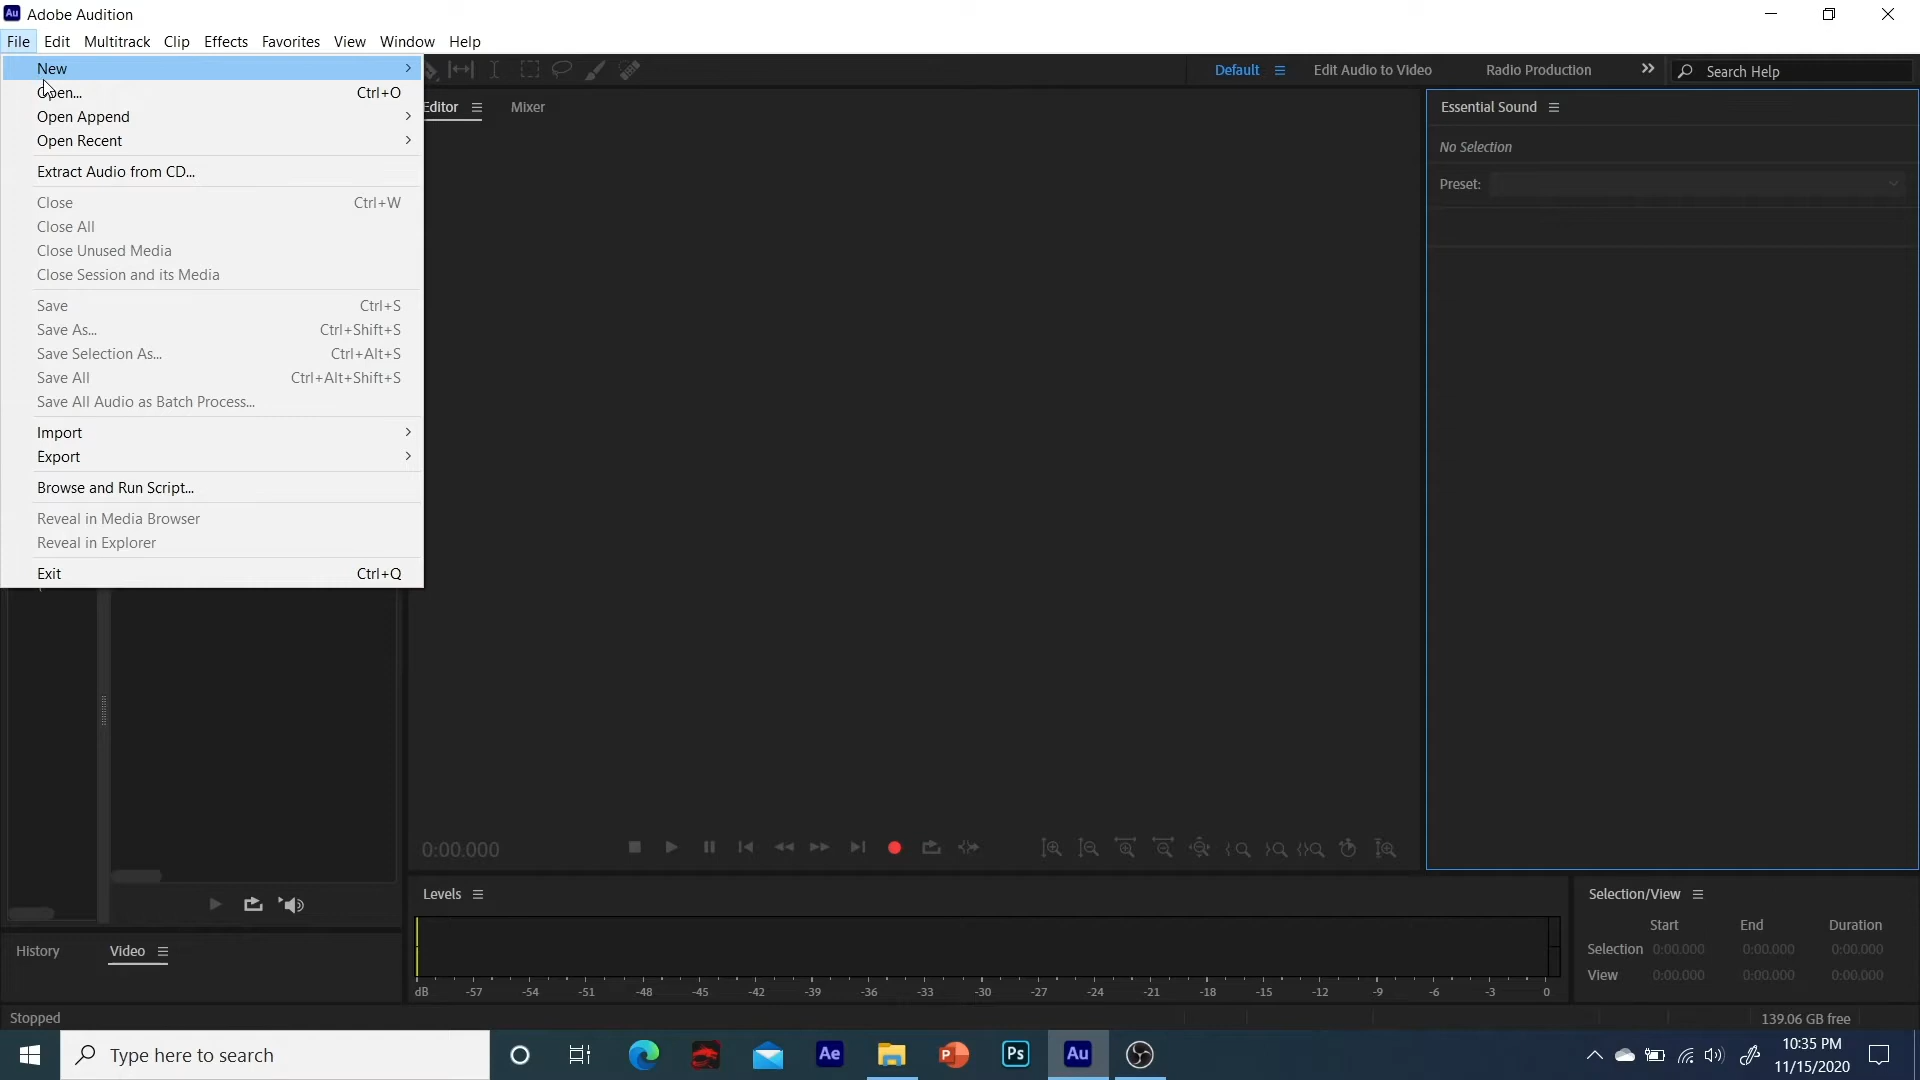 Au Adobe Audition
File Edit Multitrack Clip Effects Favorites View Window Help
New
Open... Ctrl+O
Open Append
Open Recent
Extract Audio from CD...
Close Ctrl+W
Close All
Close Unused Media
Close Session and its Media
Save Ctrl+S
Save As... Ctrl+Shift+S
Save Selection As... Ctrl+Alt+S
Save All Ctrl+Alt+Shift+S
Save All Audio as Batch Process...
Import
Export
Browse and Run Script...
Reveal in Media Browser
Reveal in Explorer
Exit Ctrl+Q
Default Edit Audio to Video Radio Production Search Help
Editor Mixer
Essential Sound
No Selection
Preset:
0:00.000
Levels
dB -57 -54 -51 -48 -45 -42 -39 -36 -33 -30 -27 -24 -21 -18 -15 -12 -9 -6 -3 0
Selection/View
Start End Duration
Selection 0:00.000 0:00.000 0:00.000
View 0:00.000 0:00.000 0:00.000
History Video
Stopped
139.06 GB free
Type here to search
Ae
P
Ps
Au
10:35 PM
11/15/2020